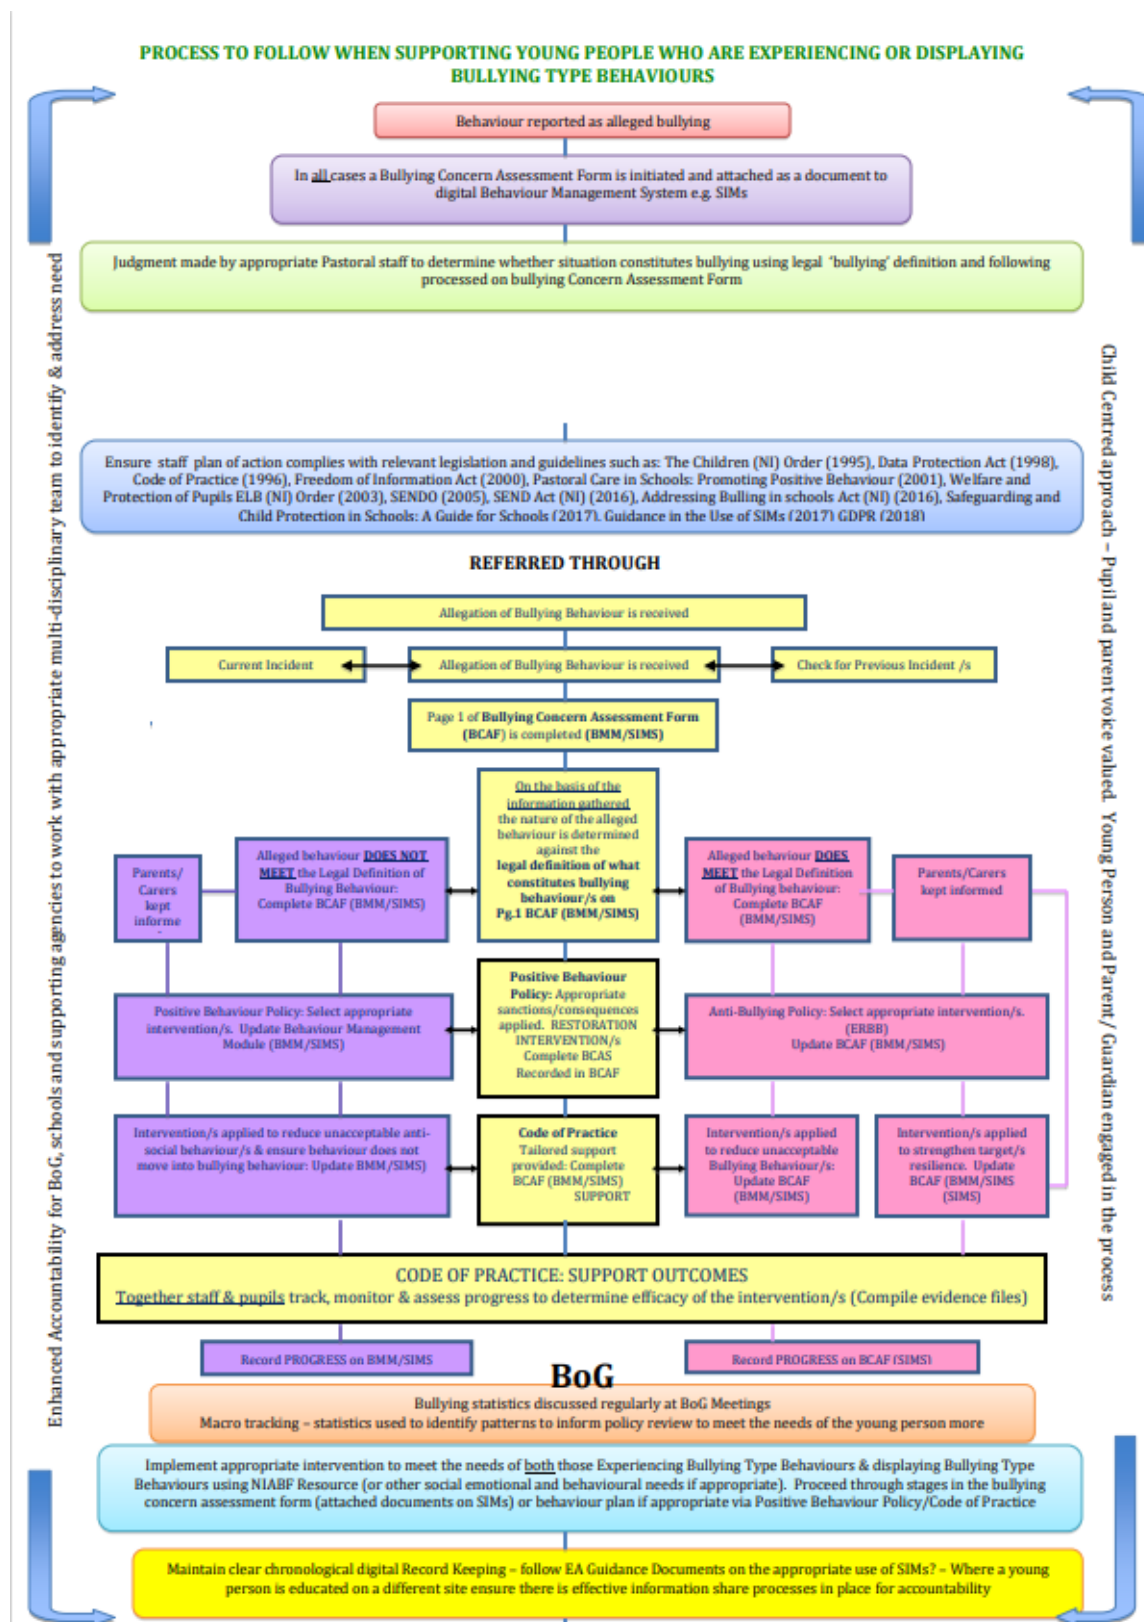 PROCESS TO FOLLOW WHEN SUPPORTING YOUNG PEOPLE WHO ARE EXPERIENCING OR DISPLAYING
BULLYING TYPE BEHAVIOURS
Behaviour reported as alleged bullying
In all cases a Bullying Concern Assessment Form is initiated and attached as a document to
digital Behaviour Management System e.g. SIMs
Judgment made by appropriate Pastoral staff to determine whether situation constitutes bullying using legal 'bullying' definition and following
processed on bullying Concern Assessment Form
Enhanced Accountability for BoG, schools and supporting agencies to work with appropriate multi-disciplinary team to identify & address need
Child Centred approach – Pupil and parent voice valued. Young Person and Parent/ Guardian engaged in the process
Ensure staff plan of action complies with relevant legislation and guidelines such as: The Children (NI) Order (1995), Data Protection Act (1998),
Code of Practice (1996), Freedom of Information Act (2000), Pastoral Care in Schools: Promoting Positive Behaviour (2001), Welfare and
Protection of Pupils ELB (NI) Order (2003), SENDO (2005), SEND Act (NI) (2016), Addressing Bulling in schools Act (NI) (2016), Safeguarding and
Child Protection in Schools: A Guide for Schools (2017). Guidance in the Use of SIMs (2017) GDPR (2018)
REFERRED THROUGH
Allegation of Bullying Behaviour is received
Current Incident
Allegation of Bullying Behaviour is received
Check for Previous Incident /s
Page 1 of Bullying Concern Assessment Form
(BCAF) is completed (BMM/SIMS)
On the basis of the
information gathered
the nature of the alleged
behaviour is determined
against the
legal definition of what
constitutes bullying
behaviour/s on
Pg.1 BCAF (BMM/SIMS)
Parents/
Carers
kept
informe
Alleged behaviour DOES NOT
MEET the Legal Definition of
Bullying Behaviour:
Complete BCAF (BMM/SIMS)
Alleged behaviour DOES
MEET the Legal Definition
of Bullying behaviour:
Complete BCAF
(BMM/SIMS)
Parents/Carers
kept informed
Positive Behaviour Policy: Select appropriate
intervention/s. Update Behaviour Management
Module (BMM/SIMS)
Positive Behaviour
Policy: Appropriate
sanctions/consequences
applied. RESTORATION
INTERVENTION/s
Complete BCAS
Recorded in BCAF
Anti-Bullying Policy: Select appropriate intervention/s.
(ERBB)
Update BCAF (BMM/SIMS)
Intervention/s applied to reduce unacceptable anti-
social behaviour/s & ensure behaviour does not
move into bullying behaviour: Update BMM/SIMS)
Code of Practice
Tailored support
provided: Complete
BCAF (BMM/SIMS)
SUPPORT
Intervention/s applied
to reduce unacceptable
Bullying Behaviour/s:
Update BCAF
(BMM/SIMS)
Intervention/s applied
to strengthen target/s
resilience. Update
BCAF (BMM/SIMS
(SIMS)
CODE OF PRACTICE: SUPPORT OUTCOMES
Together staff & pupils track, monitor & assess progress to determine efficacy of the intervention/s (Compile evidence files)
Record PROGRESS on BMM/SIMS
Record PROGRESS on BCAF (SIMS)
BoG
Bullying statistics discussed regularly at BoG Meetings
Macro tracking – statistics used to identify patterns to inform policy review to meet the needs of the young person more
Implement appropriate intervention to meet the needs of both those Experiencing Bullying Type Behaviours & displaying Bullying Type
Behaviours using NIABF Resource (or other social emotional and behavioural needs if appropriate). Proceed through stages in the bullying
concern assessment form (attached documents on SIMs) or behaviour plan if appropriate via Positive Behaviour Policy/Code of Practice
Maintain clear chronological digital Record Keeping – follow EA Guidance Documents on the appropriate use of SIMs? – Where a young
person is educated on a different site ensure there is effective information share processes in place for accountability